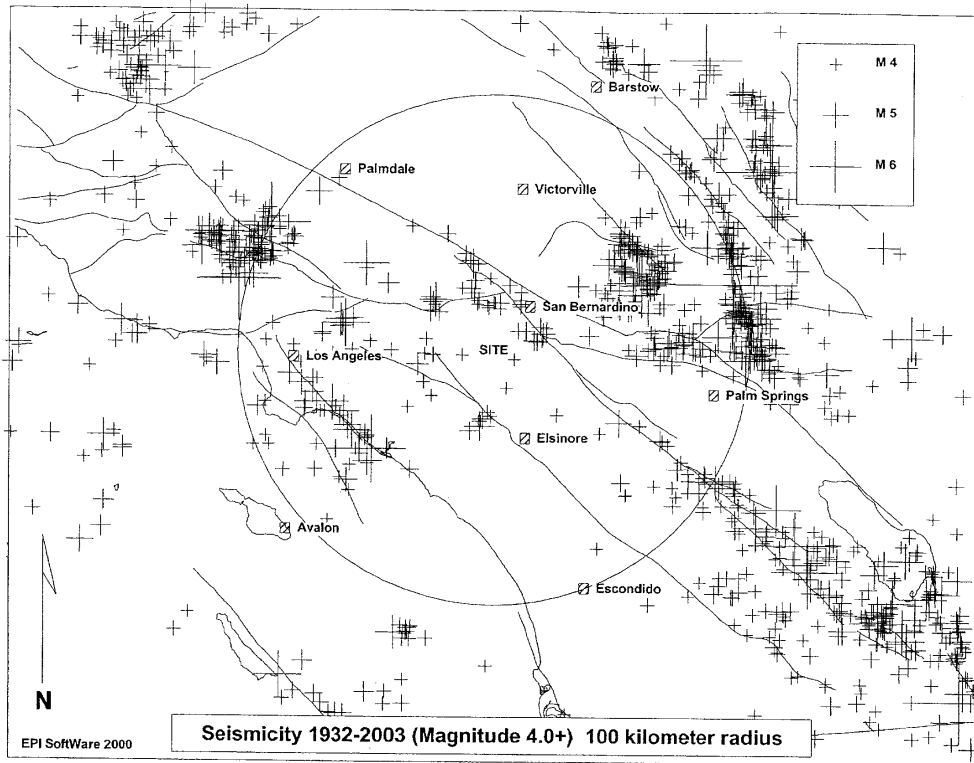 M 4
Barstow
M 5
Palmdale
M 6
Victorville
San Bernardino
SITE
Los Angeles
Palm Springs
Elsinore
Avalon
Escondido
N
Seismicity 1932-2003 (Magnitude 4.0+) 100 kilometer radius
EPI SoftWare 2000